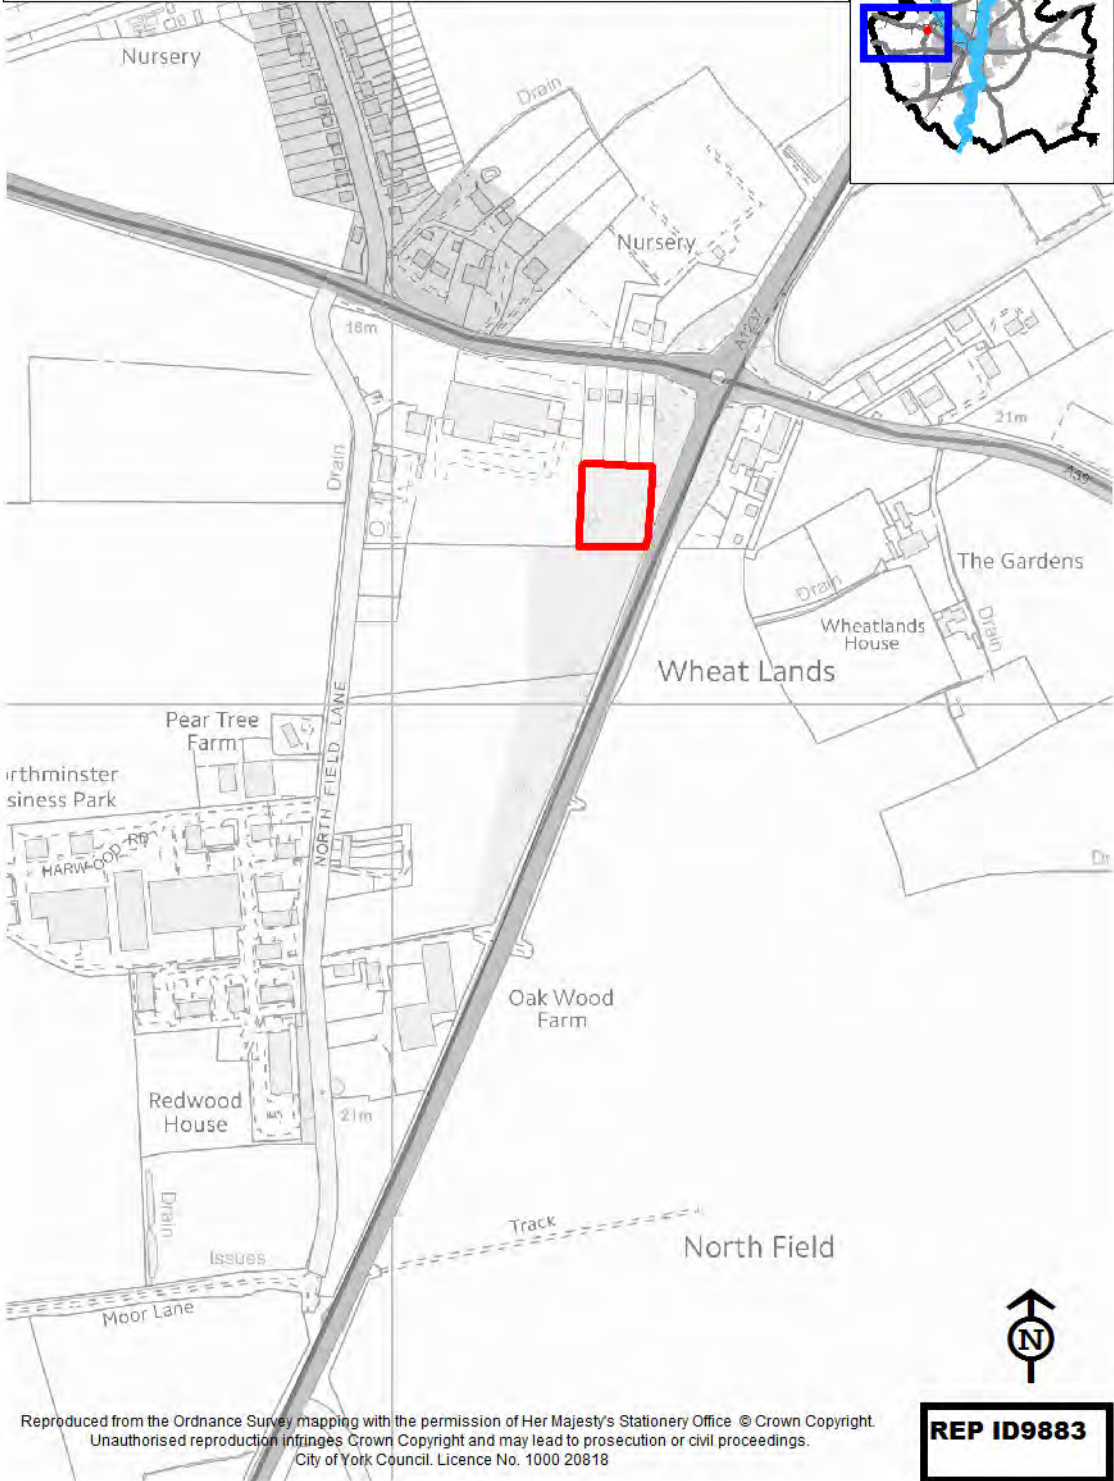 Nursery
Drain
Nursery
A1237
18m
21m
A59
Drain
The Gardens
Drain
Drain
Wheatlands
House
Wheat Lands
NORTH FIELD LANE
Pear Tree
Farm
rthminster
siness Park
HARWOOD RD
Oak Wood
Farm
Redwood
House
21m
Drain
Track
North Field
Issues
Moor Lane
N
Reproduced from the Ordnance Survey mapping with the permission of Her Majesty's Stationery Office © Crown Copyright.
Unauthorised reproduction infringes Crown Copyright and may lead to prosecution or civil proceedings.
City of York Council. Licence No. 1000 20818
REP ID9883